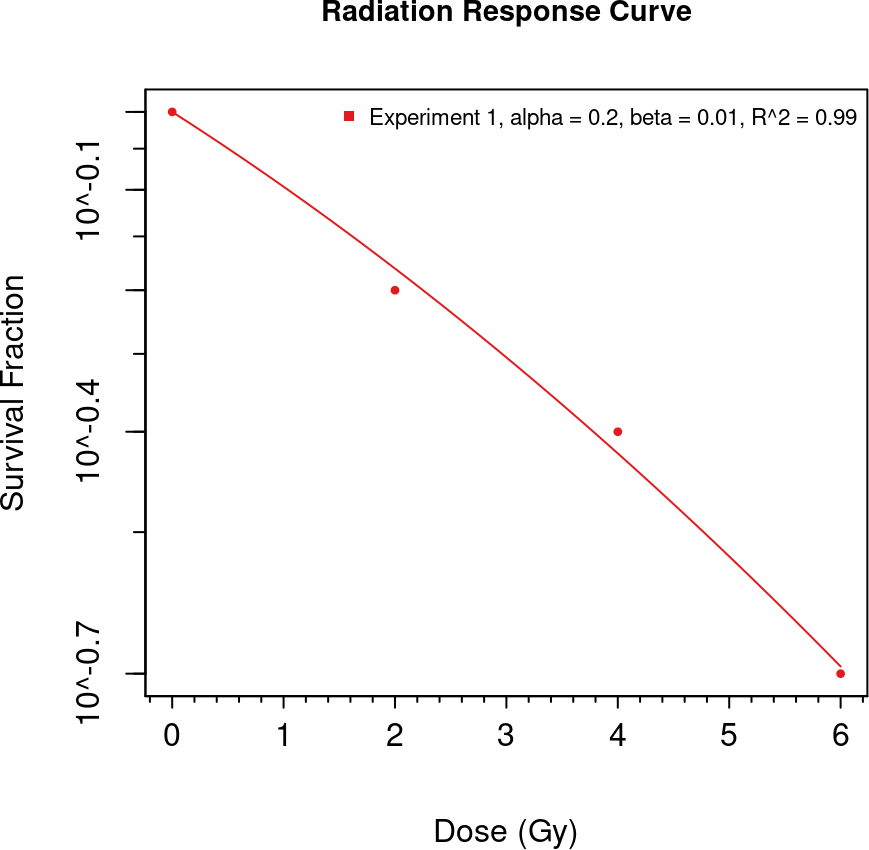 Radiation Response Curve
Experiment 1, alpha = 0.2, beta = 0.01, R^2 = 0.99
Survival Fraction
10^-0.1
10^-0.4
10^-0.7
0 1 2 3 4 5 6
Dose (Gy)